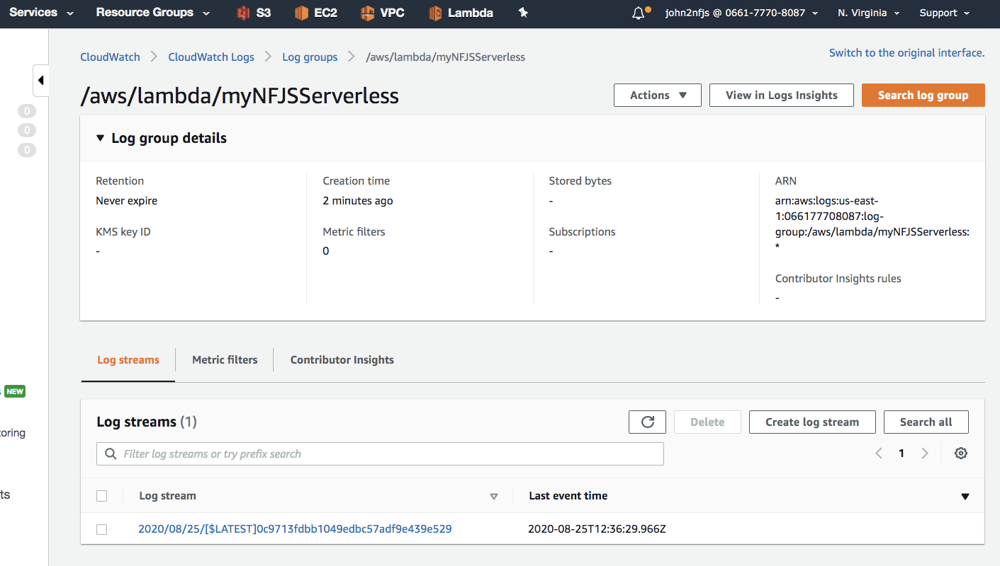 Services Resource Groups S3 EC2 VPC Lambda john2nfjs @ 0661-7770-8087 N. Virginia Support
CloudWatch CloudWatch Logs Log groups /aws/lambda/myNFJSServerless
Switch to the original interface.
/aws/lambda/myNFJSServerless
Actions View in Logs Insights Search log group
0
0
0
Log group details
Retention
Never expire
KMS key ID
-
Creation time
2 minutes ago
Metric filters
0
Stored bytes
-
Subscriptions
-
ARN
arn:aws:logs:us-east-
1:066177708087:log-
group:/aws/lambda/myNFJSServerless:
*
Contributor Insights rules
-
Log streams Metric filters Contributor Insights
NEW
toring
ts
Log streams (1)
Delete Create log stream Search all
Filter log streams or try prefix search
1
Log stream Last event time
2020/08/25/[$LATEST]0c9713fdbb1049edbc57adf9e439e529 2020-08-25T12:36:29.966Z